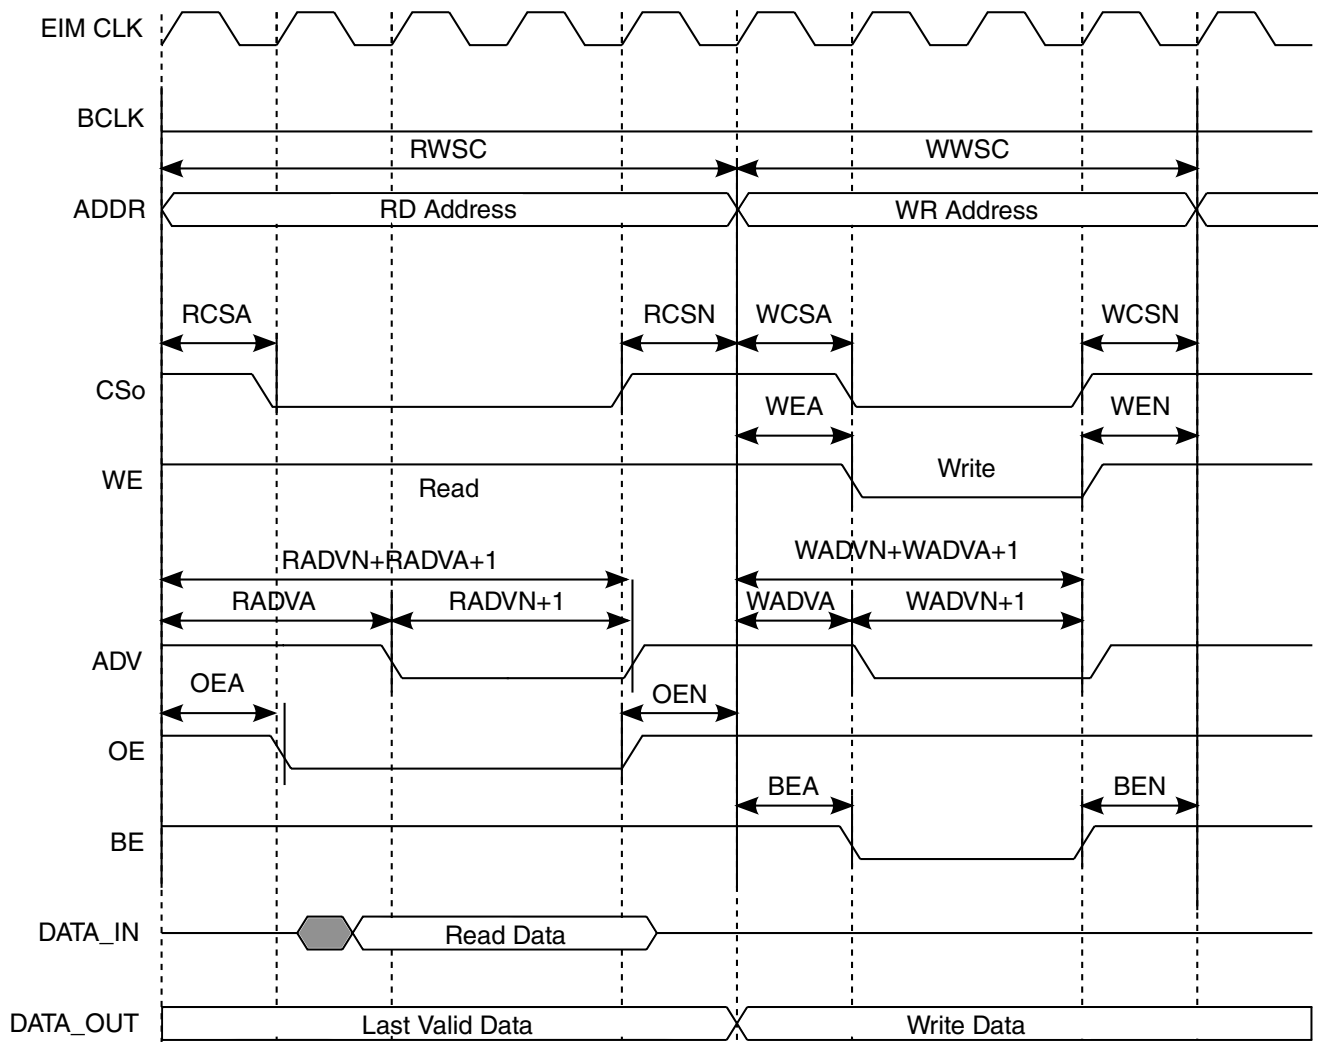 EIM CLK
BCLK
RWSC WWSC
ADDR RD Address WR Address
RCSA RCSN WCSA WCSN
CSo
WEA WEN
WE Read Write
RADVN+RADVA+1 WADVN+WADVA+1
RADVA RADVN+1 WADVA WADVN+1
ADV
OEA OEN
OE
BEA BEN
BE
DATA_IN Read Data
DATA_OUT Last Valid Data Write Data